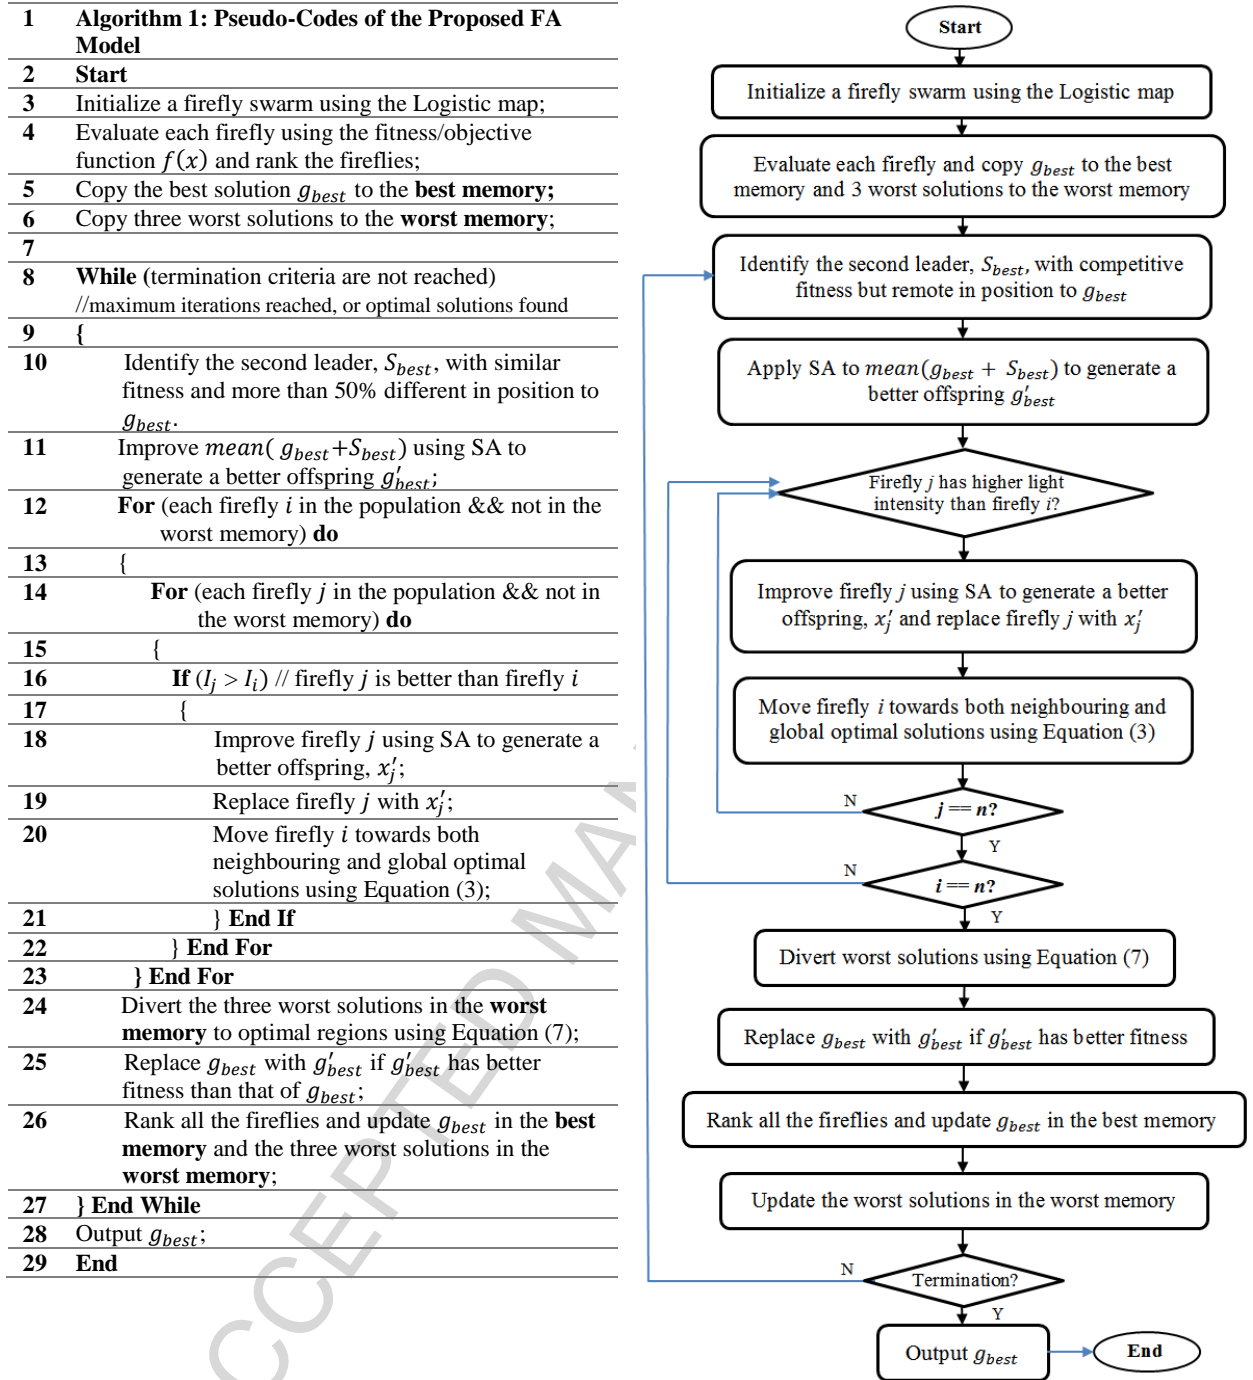 1 Algorithm 1: Pseudo-Codes of the Proposed FA
Model
2 Start
3 Initialize a firefly swarm using the Logistic map;
4 Evaluate each firefly using the fitness/objective
function f(x) and rank the fireflies;
5 Copy the best solution g_best to the best memory;
6 Copy three worst solutions to the worst memory;
7
8 While (termination criteria are not reached)
//maximum iterations reached, or optimal solutions found
9 {
10 Identify the second leader, S_best, with similar
fitness and more than 50% different in position to
g_best.
11 Improve mean( g_best+S_best) using SA to
generate a better offspring g'_best;
12 For (each firefly i in the population && not in the
worst memory) do
13 {
14 For (each firefly j in the population && not in
the worst memory) do
15 {
16 If (I_j > I_i) // firefly j is better than firefly i
17 {
18 Improve firefly j using SA to generate a
better offspring, x'_j;
19 Replace firefly j with x'_j;
20 Move firefly i towards both
neighbouring and global optimal
solutions using Equation (3);
21 } End If
22 } End For
23 } End For
24 Divert the three worst solutions in the worst
memory to optimal regions using Equation (7);
25 Replace g_best with g'_best if g'_best has better
fitness than that of g_best;
26 Rank all the fireflies and update g_best in the best
memory and the three worst solutions in the
worst memory;
27 } End While
28 Output g_best;
29 End
CCEPTED MAN
Start
Initialize a firefly swarm using the Logistic map
Evaluate each firefly and copy g_best to the best
memory and 3 worst solutions to the worst memory
Identify the second leader, S_best, with competitive
fitness but remote in position to g_best
Apply SA to mean(g_best + S_best) to generate a
better offspring g'_best
Firefly j has higher light
intensity than firefly i?
Improve firefly j using SA to generate a better
offspring, x'_j and replace firefly j with x'_j
Move firefly i towards both neighbouring and
global optimal solutions using Equation (3)
N
j == n?
Y
N
i == n?
Y
Divert worst solutions using Equation (7)
Replace g_best with g'_best if g'_best has better fitness
Rank all the fireflies and update g_best in the best memory
Update the worst solutions in the worst memory
N
Termination?
Y
Output g_best
End